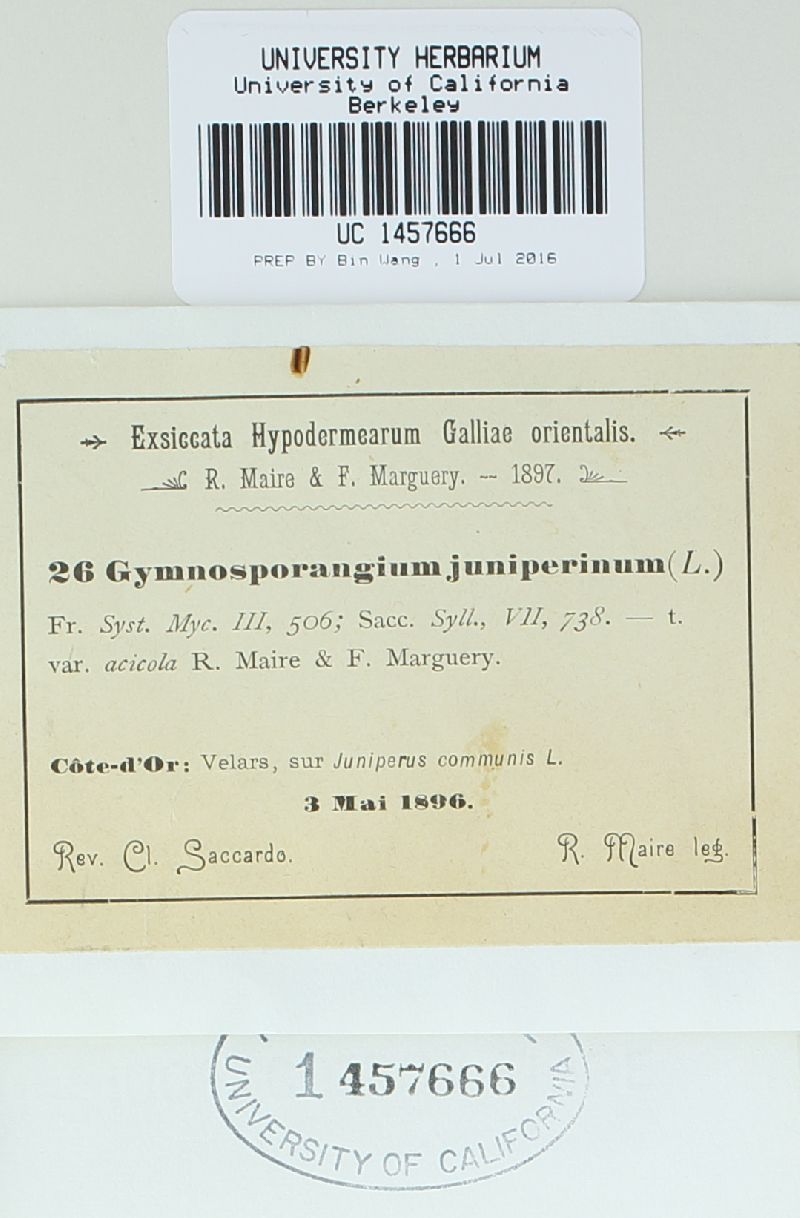 UNIVERSITY HERBARIUM
University of California
Berkeley
UC 1457666
PREP BY Bin Wang , 1 Jul 2016
Exsiccata Hypodermearum Galliae orientalis.
R. Maire & F. Marguery. -- 1897.
26 Gymnosporangium juniperinum (L.)
Fr. Syst. Myc. III, 506; Sacc. Syll., VII, 738. — t.
var. acicola R. Maire & F. Marguery.
Côte-d'Or: Velars, sur Juniperus communis L.
3 Mai 1896.
Rev. Cl. Saccardo. R. Maire leg.
1457666
UNIVERSITY OF CALIFORNIA